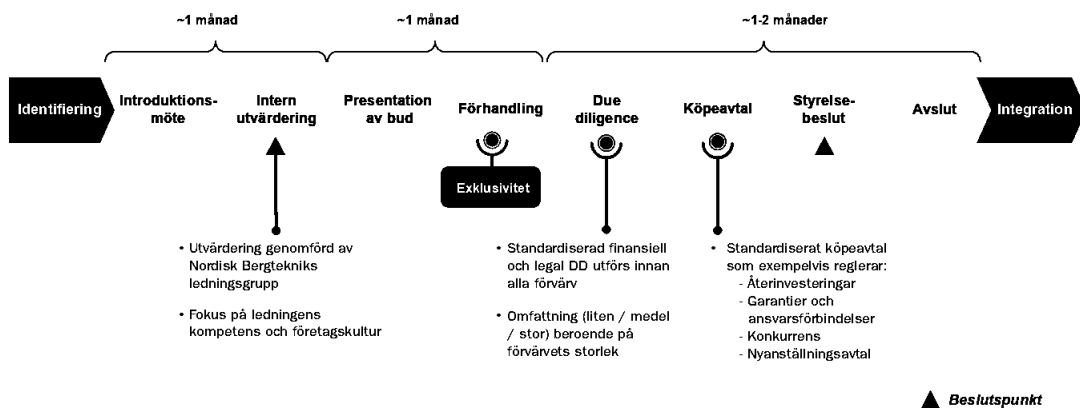 ~1 månad
~1 månad
~1-2 månader
Identifiering
Introduktions-
möte
Intern
utvärdering
Presentation
av bud
Förhandling
Due
diligence
Köpeavtal
Styrelse-
beslut
Avslut
Integration
Exklusivitet
• Utvärdering genomförd av
Nordisk Bergtekniks
ledningsgrupp
• Fokus på ledningens
kompetens och företagskultur
• Standardiserad finansiell
och legal DD utförs innan
alla förvärv
• Omfattning (liten / medel
/ stor) beroende på
förvärvets storlek
• Standardiserat köpeavtal
som exempelvis reglerar:
- Återinvesteringar
- Garantier och
ansvarsförbindelser
- Konkurrens
- Nyanställningsavtal
Beslutspunkt